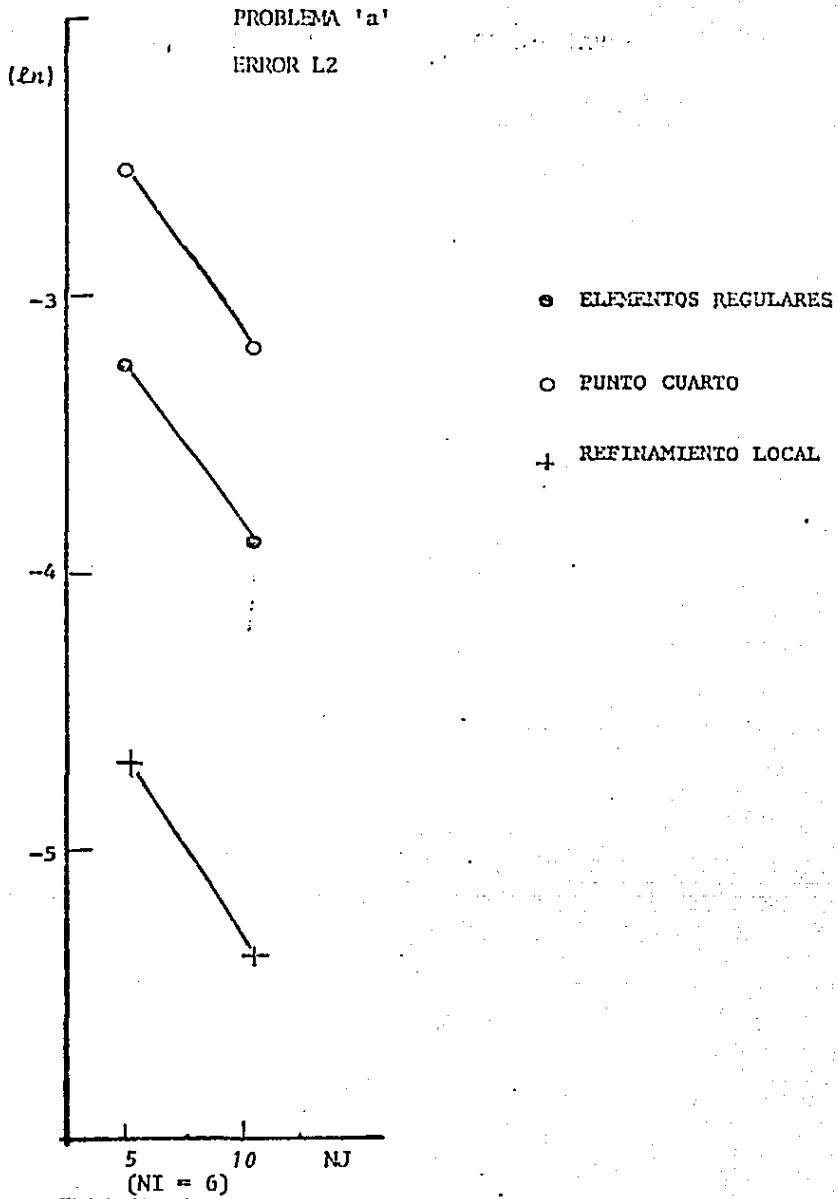 PROBLEMA 'a'
ERROR L2
(ln)
-3
-4
-5
ELEMENTOS REGULARES
PUNTO CUARTO
REFINAMIENTO LOCAL
5 10 NJ
(NI = 6)